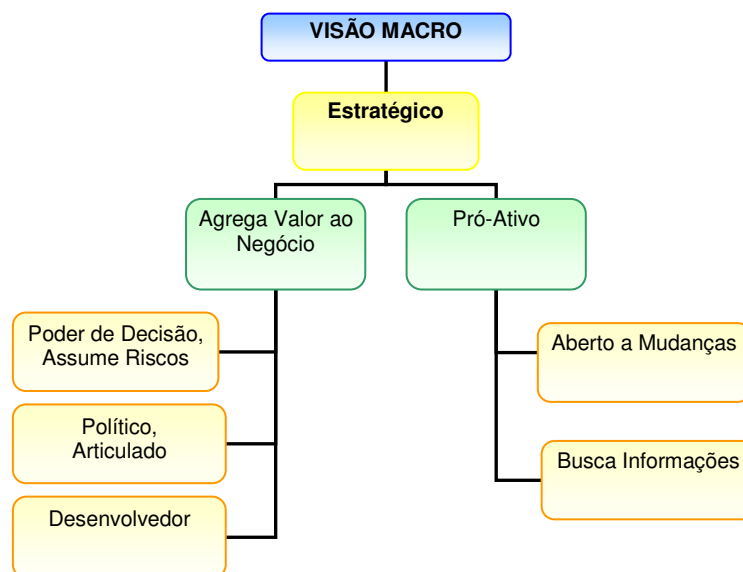 VISÃO MACRO
Estratégico
Agrega Valor ao
Negócio
Pró-Ativo
Poder de Decisão,
Assume Riscos
Aberto a Mudanças
Político,
Articulado
Busca Informações
Desenvolvedor